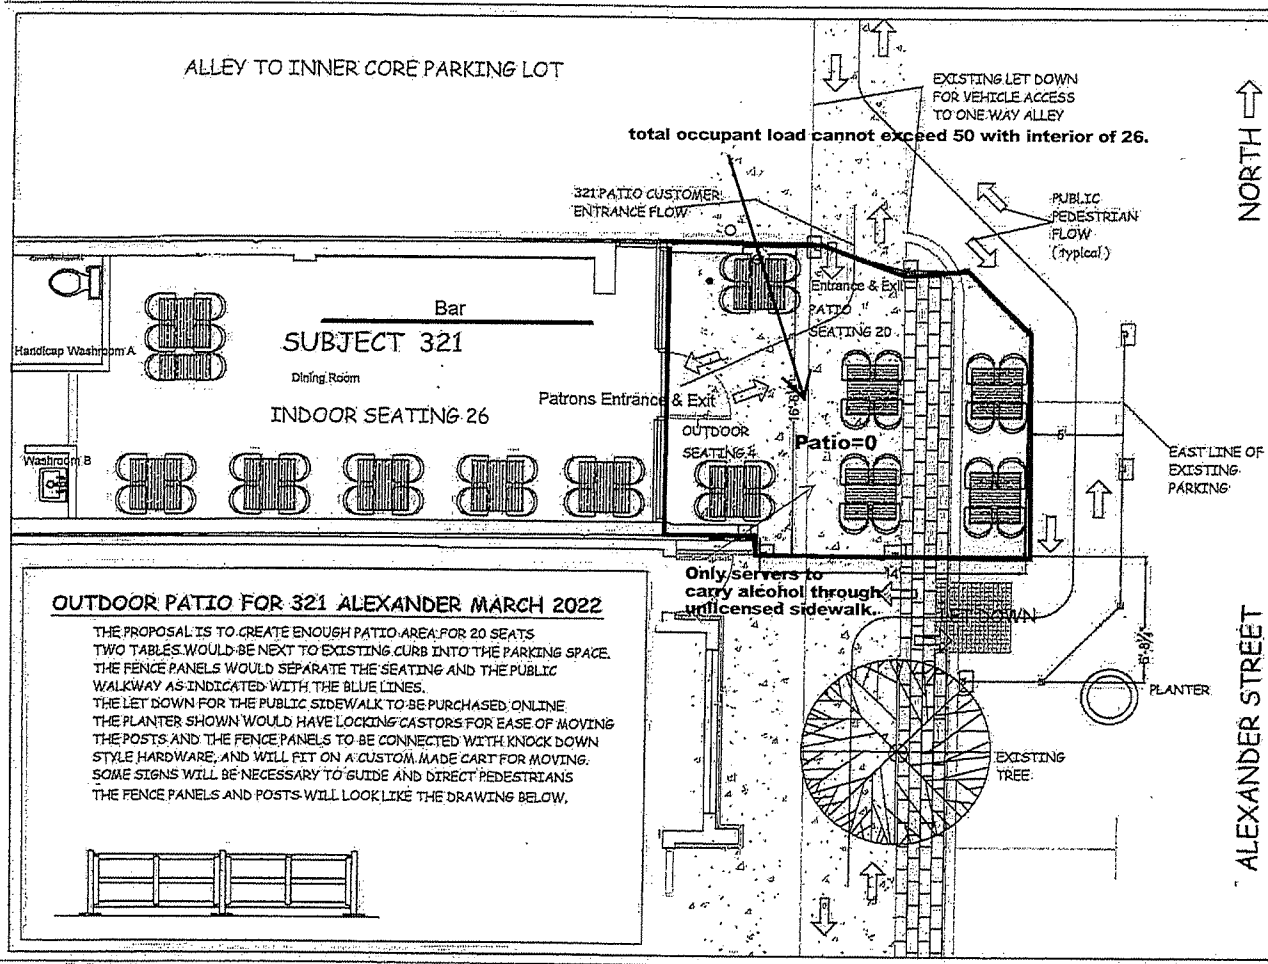 ALLEY TO INNER CORE PARKING LOT
EXISTING LET DOWN
FOR VEHICLE ACCESS
TO ONE WAY ALLEY
total occupant load cannot exceed 50 with interior of 26.
NORTH
321 PATIO CUSTOMER
ENTRANCE FLOW
PUBLIC
PEDESTRIAN
FLOW
(typical)
Entrance & Exit
PATIO
SEATING 20
Bar
SUBJECT 321
Handicap Washroom A
Dining Room
Patrons Entrance & Exit
INDOOR SEATING 26
OUTDOOR
SEATING 4
Patio=0
Washroom B
5'
EAST LINE OF
EXISTING
PARKING
Only servers to
carry alcohol through
unlicensed sidewalk.
LET DOWN
PLANTER
EXISTING
TREE
ALEXANDER STREET
OUTDOOR PATIO FOR 321 ALEXANDER MARCH 2022
THE PROPOSAL IS TO CREATE ENOUGH PATIO AREA FOR 20 SEATS
TWO TABLES WOULD BE NEXT TO EXISTING CURB INTO THE PARKING SPACE.
THE FENCE PANELS WOULD SEPARATE THE SEATING AND THE PUBLIC
WALKWAY AS INDICATED WITH THE BLUE LINES.
THE LET DOWN FOR THE PUBLIC SIDEWALK TO BE PURCHASED ONLINE
THE PLANTER SHOWN WOULD HAVE LOCKING CASTORS FOR EASE OF MOVING
THE POSTS AND THE FENCE PANELS TO BE CONNECTED WITH KNOCK DOWN
STYLE HARDWARE, AND WILL FIT ON A CUSTOM MADE CART FOR MOVING.
SOME SIGNS WILL BE NECESSARY TO GUIDE AND DIRECT PEDESTRIANS
THE FENCE PANELS AND POSTS WILL LOOK LIKE THE DRAWING BELOW.